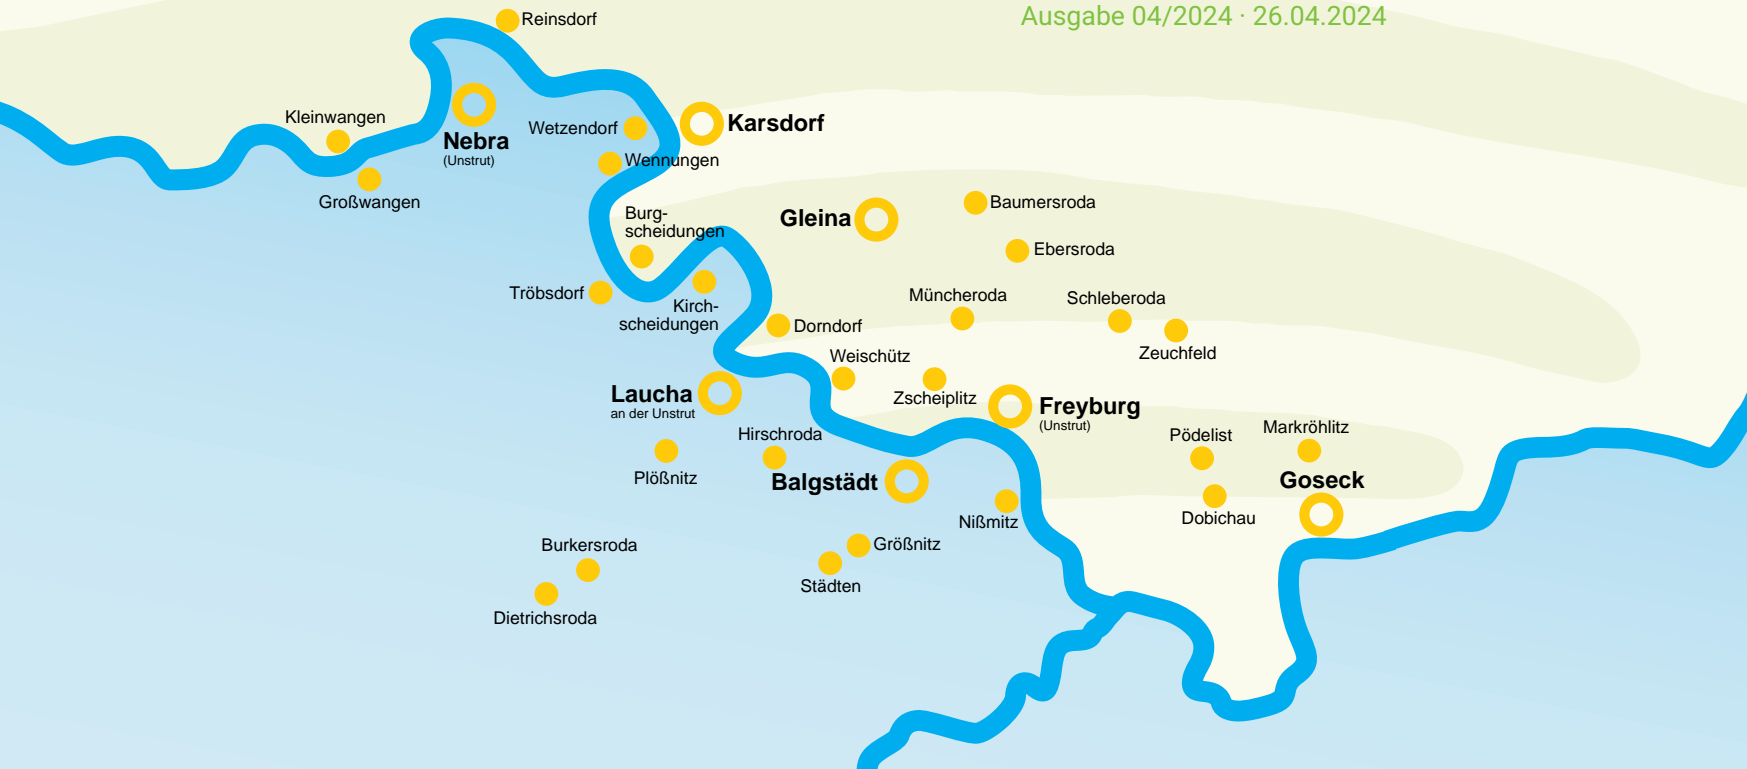 Ausgabe 04/2024 · 26.04.2024
Reinsdorf
Kleinwangen
Nebra
(Unstrut)
Wetzendorf
Karsdorf
Wennungen
Großwangen
Burg-
scheidungen
Gleina
Baumersroda
Ebersroda
Tröbsdorf
Kirch-
scheidungen
Müncheroda
Schleberoda
Dorndorf
Zeuchfeld
Weischütz
Laucha
an der Unstrut
Zscheiplitz
Freyburg
(Unstrut)
Hirschroda
Pödelist
Markröhlitz
Plößnitz
Balgstädt
Goseck
Nißmitz
Dobichau
Burkersroda
Größnitz
Städten
Dietrichsroda